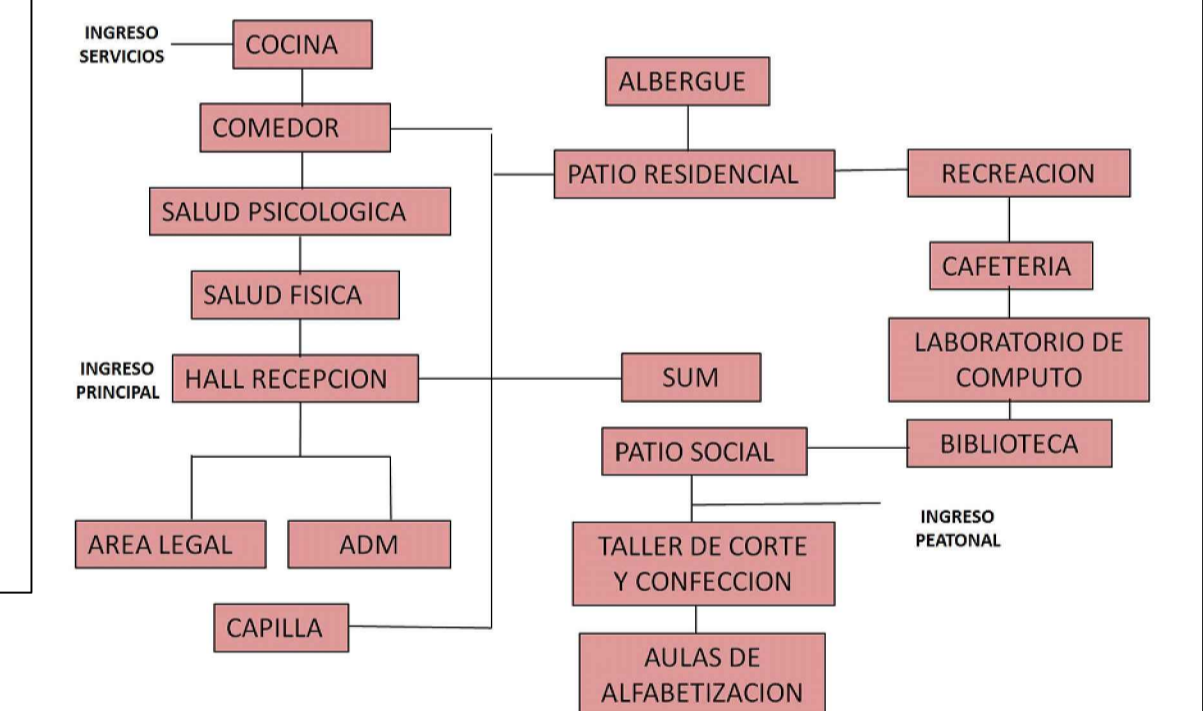 INGRESO
SERVICIOS
COCINA
ALBERGUE
COMEDOR
PATIO RESIDENCIAL
RECREACION
SALUD PSICOLOGICA
CAFETERIA
SALUD FISICA
LABORATORIO DE
COMPUTO
INGRESO
PRINCIPAL
HALL RECEPCION
SUM
PATIO SOCIAL
BIBLIOTECA
INGRESO
PEATONAL
AREA LEGAL
ADM
TALLER DE CORTE
Y CONFECCION
CAPILLA
AULAS DE
ALFABETIZACION